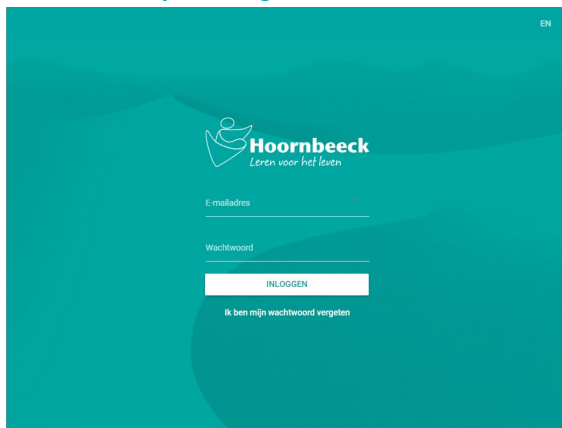 EN
Hoornbeeck
Leren voor het leven
E-mailadres
Wachtwoord
INLOGGEN
Ik ben mijn wachtwoord vergeten